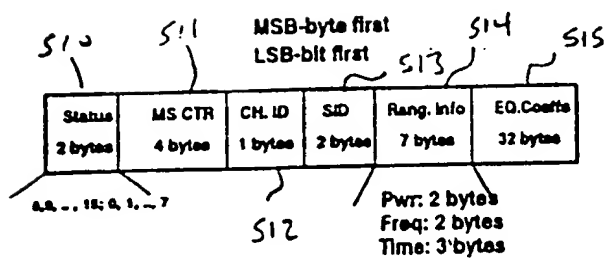 MSB-byte first
LSB-bit first
510 511 513 514 515
Status MS CTR CH. ID SID Rang. Info EQ.Coeffs
2 bytes 4 bytes 1 byte 2 bytes 7 bytes 32 bytes
8,9, .., 15; 0, 1, .., 7
512
Pwr: 2 bytes
Freq: 2 bytes
Time: 3 bytes